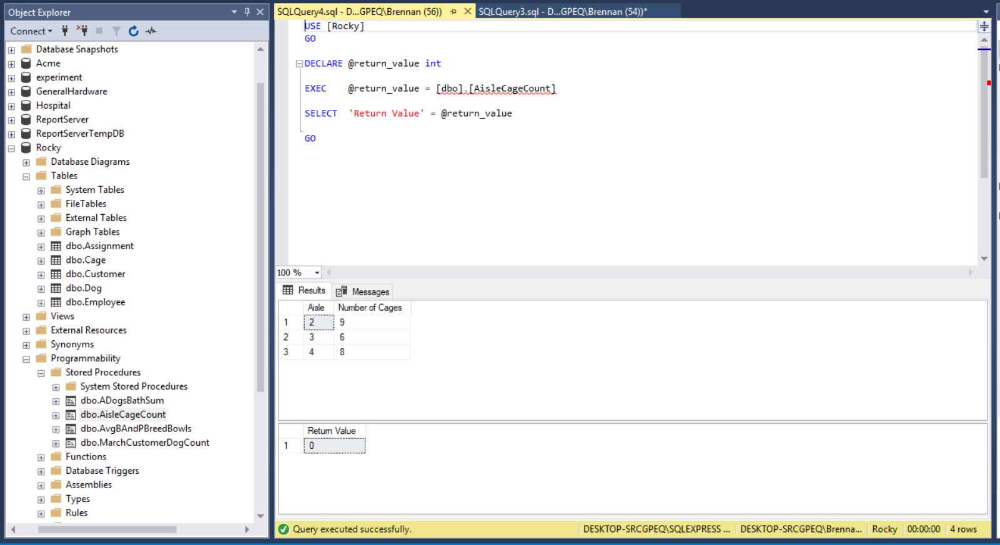 Object Explorer
Connect
Database Snapshots
Acme
experiment
GeneralHardware
Hospital
ReportServer
ReportServerTempDB
Rocky
Database Diagrams
Tables
System Tables
FileTables
External Tables
Graph Tables
dbo.Assignment
dbo.Cage
dbo.Customer
dbo.Dog
dbo.Employee
Views
External Resources
Synonyms
Programmability
Stored Procedures
System Stored Procedures
dbo.ADogsBathSum
dbo.AisleCageCount
dbo.AvgBAndPBreedBowls
dbo.MarchCustomerDogCount
Functions
Database Triggers
Assemblies
Types
Rules
SQLQuery4.sql - D...GPEQ\Brennan (56)) SQLQuery3.sql - D...GPEQ\Brennan (54))*
USE [Rocky]
GO
DECLARE @return_value int
EXEC @return_value = [dbo].[AisleCageCount]
SELECT 'Return Value' = @return_value
GO
100 %
Results Messages
Aisle Number of Cages
1 2 9
2 3 6
3 4 8
Return Value
1 0
Query executed successfully. DESKTOP-SRCGPEQ\SQLEXPRESS ... DESKTOP-SRCGPEQ\Brenna... Rocky 00:00:00 4 rows